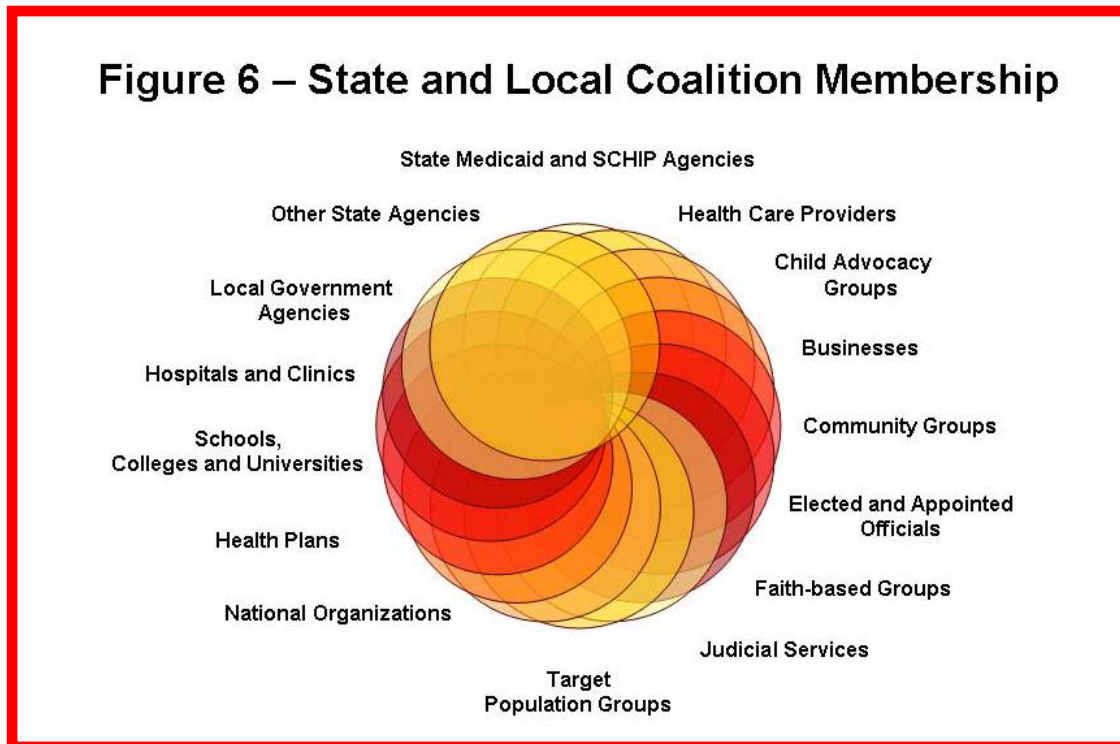 Figure 6 – State and Local Coalition Membership
State Medicaid and SCHIP Agencies
Other State Agencies
Health Care Providers
Child Advocacy
Groups
Local Government
Agencies
Businesses
Hospitals and Clinics
Community Groups
Schools,
Colleges and Universities
Elected and Appointed
Officials
Health Plans
Faith-based Groups
National Organizations
Judicial Services
Target
Population Groups